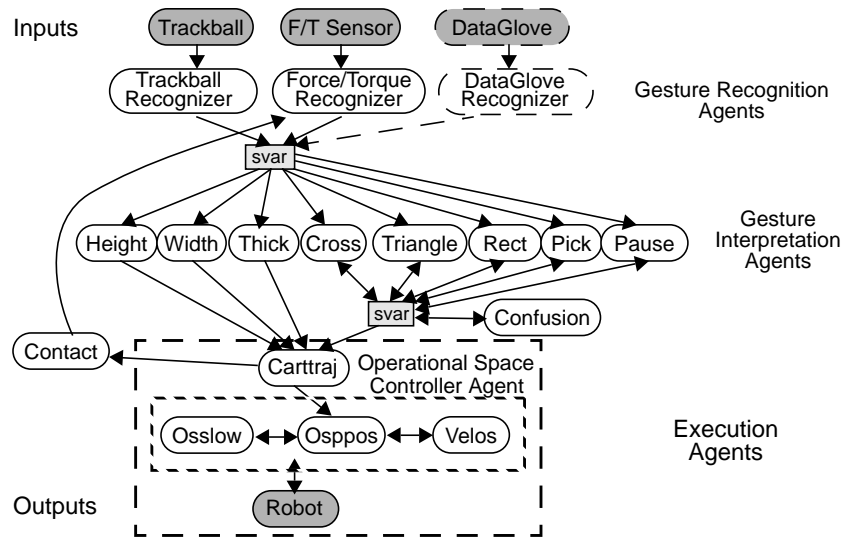 Inputs
Trackball
F/T Sensor
DataGlove
Trackball
Recognizer
Force/Torque
Recognizer
DataGlove
Recognizer
Gesture Recognition
Agents
svar
Height
Width
Thick
Cross
Triangle
Rect
Pick
Pause
Gesture
Interpretation
Agents
svar
Confusion
Contact
Carttraj
Operational Space
Controller Agent
Osslow
Osppos
Velos
Execution
Agents
Outputs
Robot